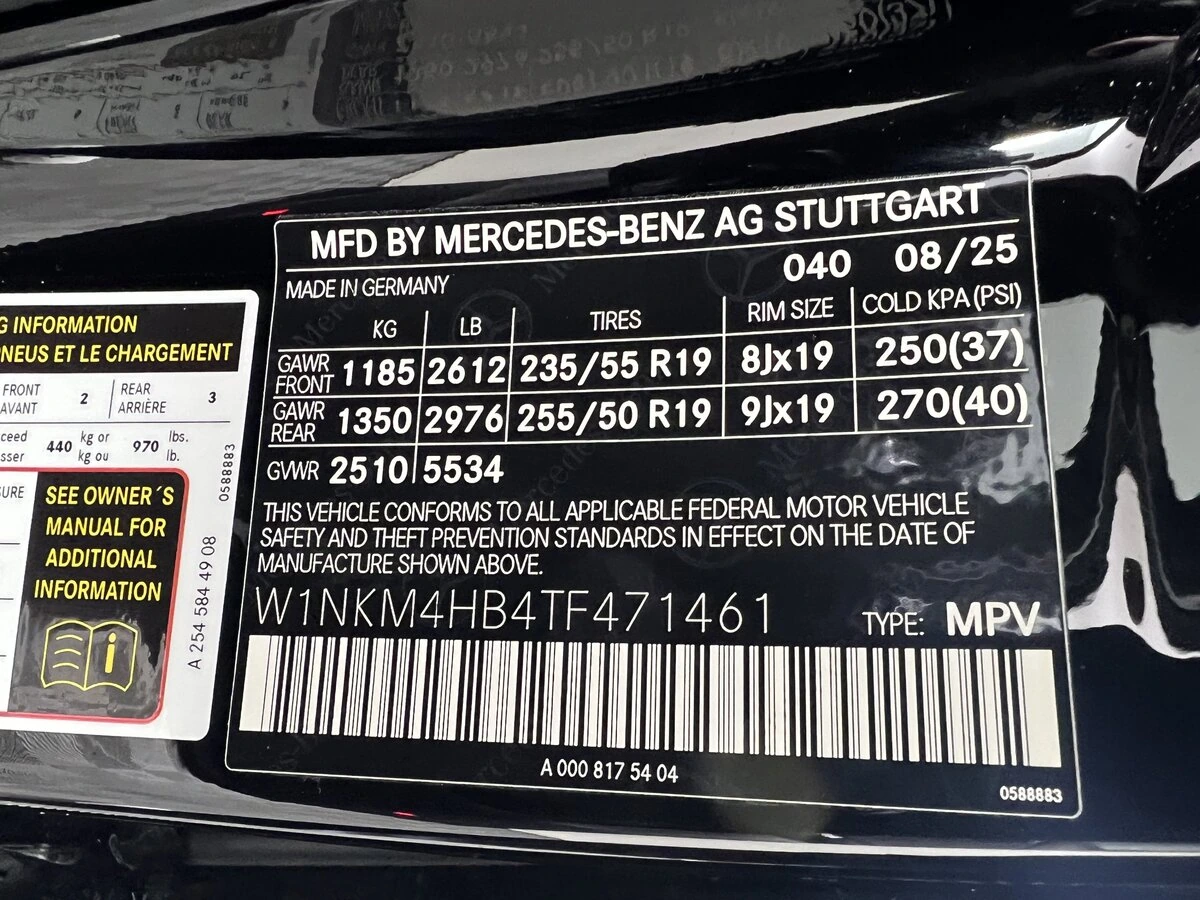 G INFORMATION
PNEUS ET LE CHARGEMENT
FRONT 2 REAR 3
AVANT ARRIÈRE
440 kg or 970 lbs.
kg ou lb.
0588883
SEE OWNER´S
MANUAL FOR
ADDITIONAL
INFORMATION
i
A 254 584 49 08
MFD BY MERCEDES-BENZ AG STUTTGART
MADE IN GERMANY 040 08/25
KG LB TIRES RIM SIZE COLD KPA (PSI)
GAWR FRONT 1185 2612 235/55 R19 8Jx19 250(37)
GAWR REAR 1350 2976 255/50 R19 9Jx19 270(40)
GVWR 2510 5534
THIS VEHICLE CONFORMS TO ALL APPLICABLE FEDERAL MOTOR VEHICLE
SAFETY AND THEFT PREVENTION STANDARDS IN EFFECT ON THE DATE OF
MANUFACTURE SHOWN ABOVE.
W1NKM4HB4TF471461 TYPE: MPV
A 000 817 54 04
0588883